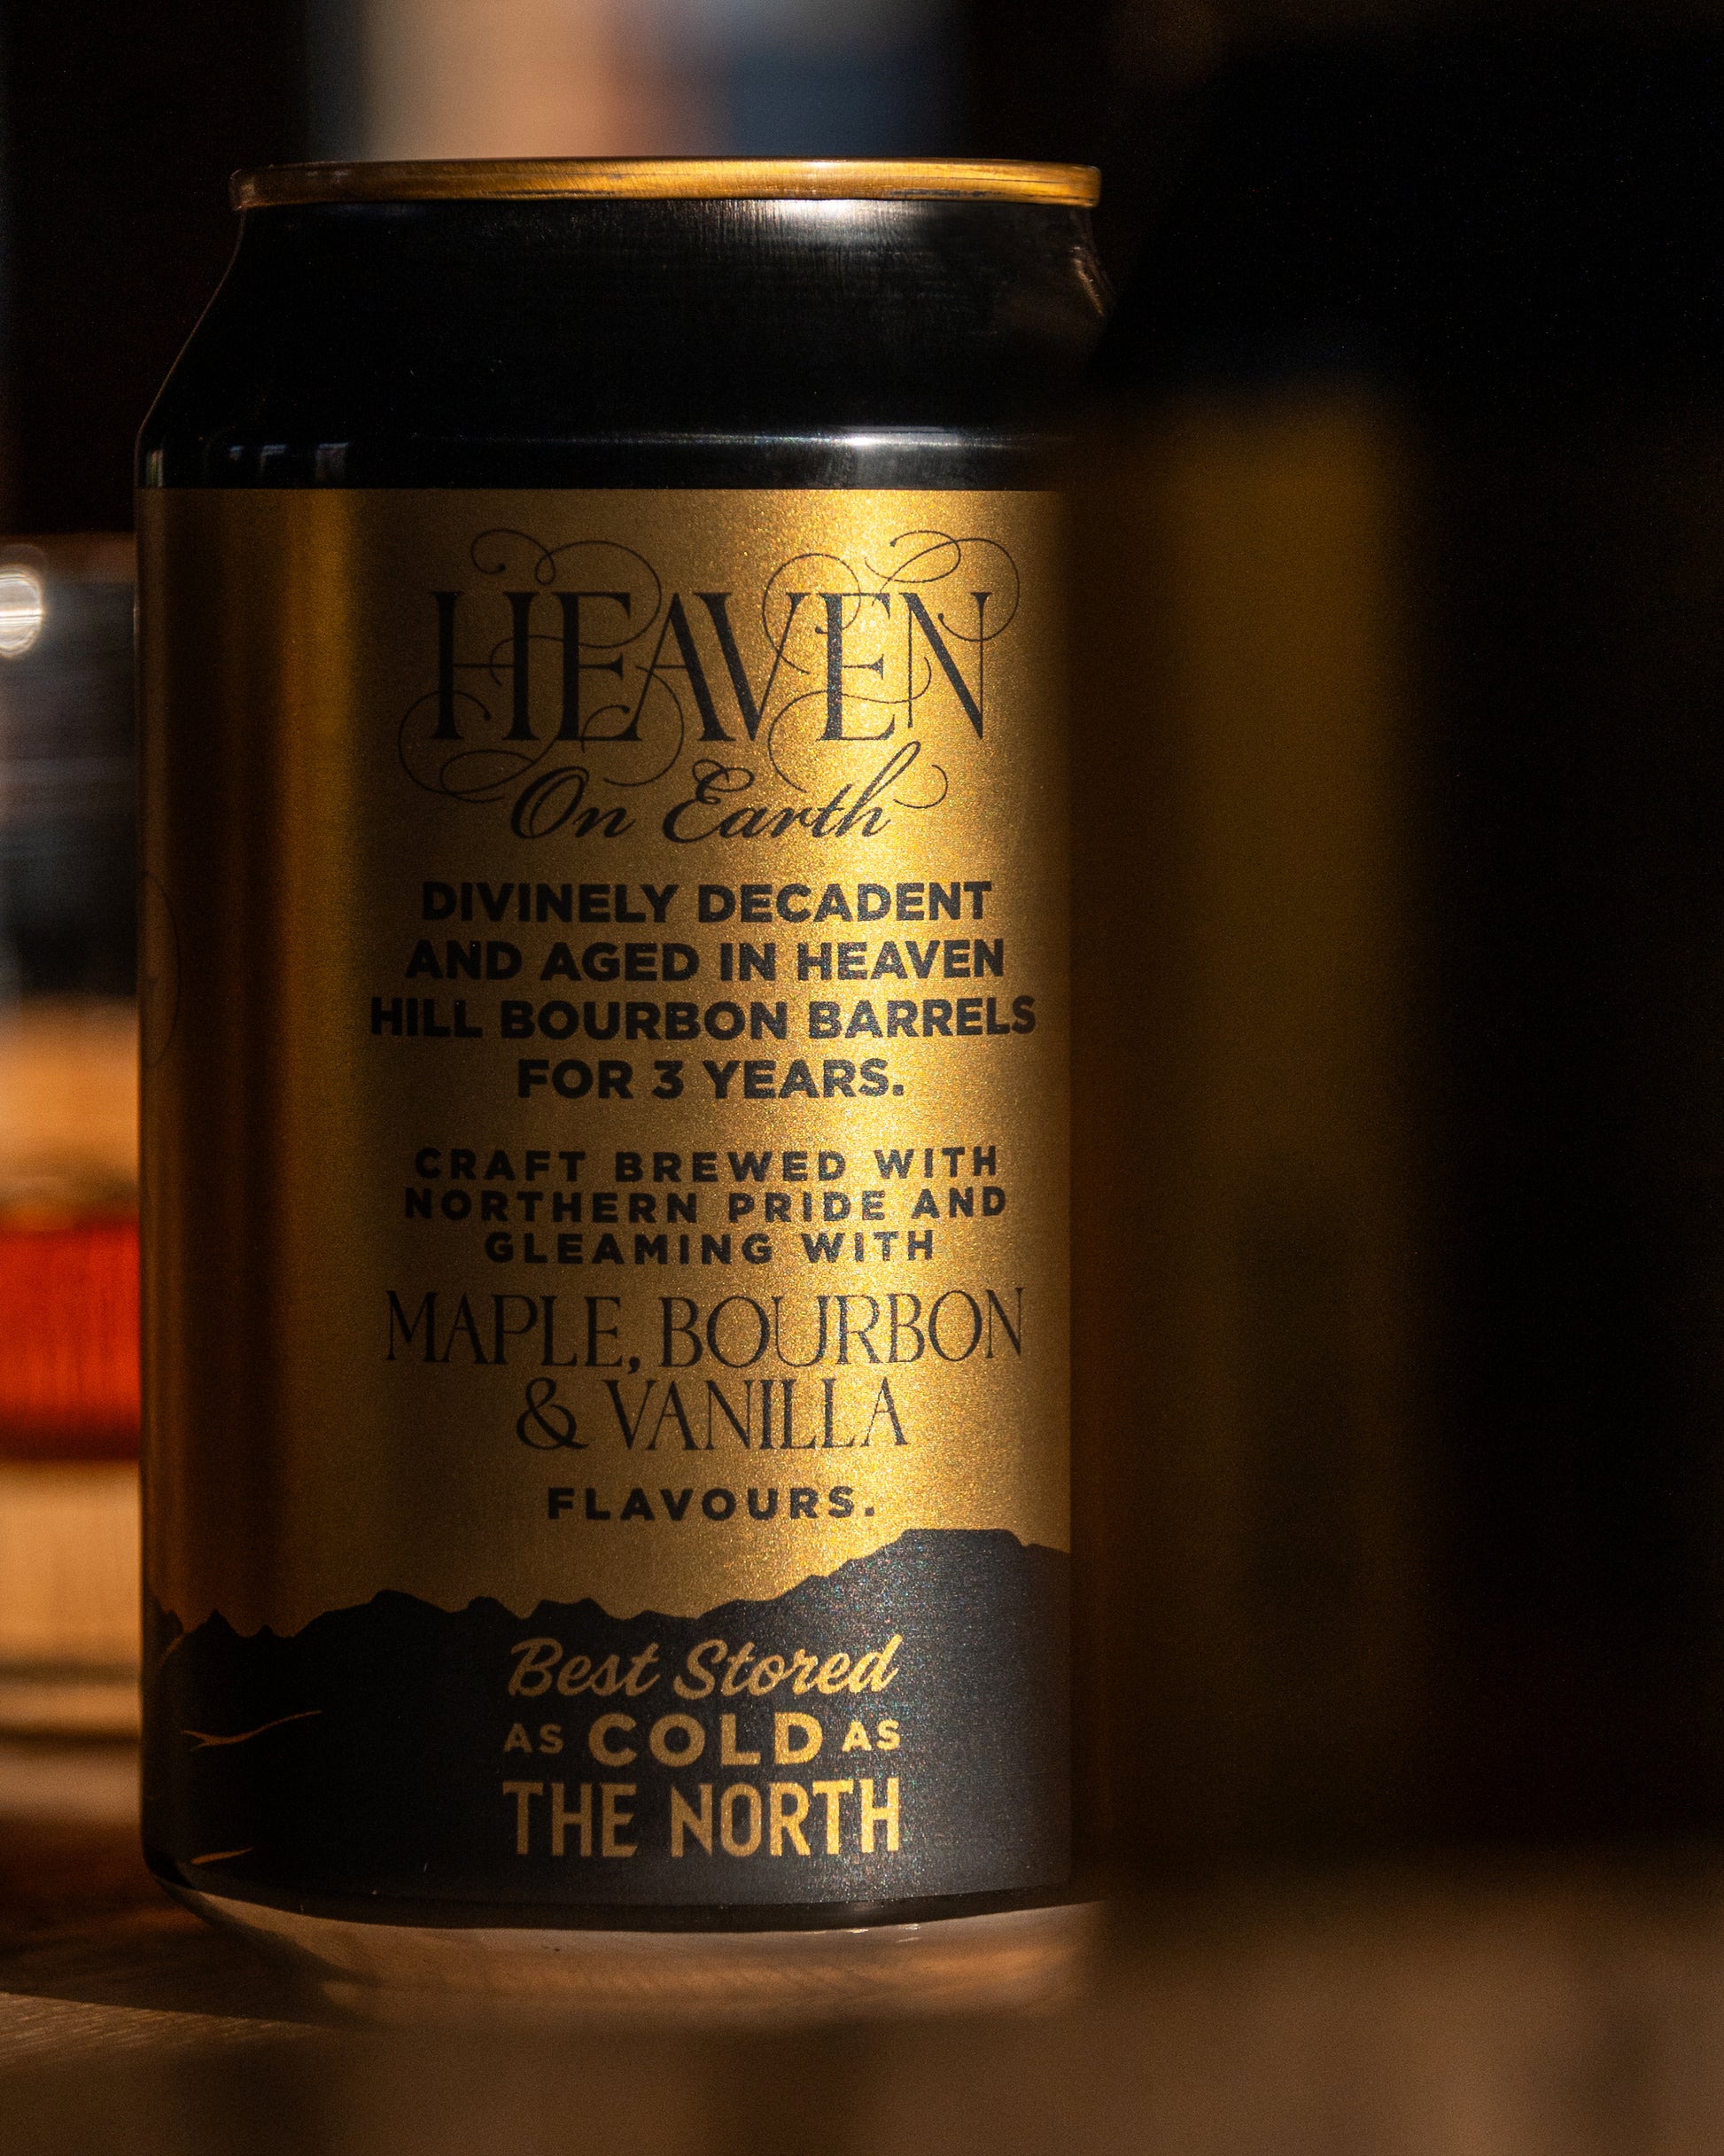 HEAVEN
On Earth
DIVINELY DECADENT
AND AGED IN HEAVEN
HILL BOURBON BARRELS
FOR 3 YEARS.
CRAFT BREWED WITH
NORTHERN PRIDE AND
GLEAMING WITH
MAPLE, BOURBON
& VANILLA
FLAVOURS.
Best Stored
AS COLD AS
THE NORTH